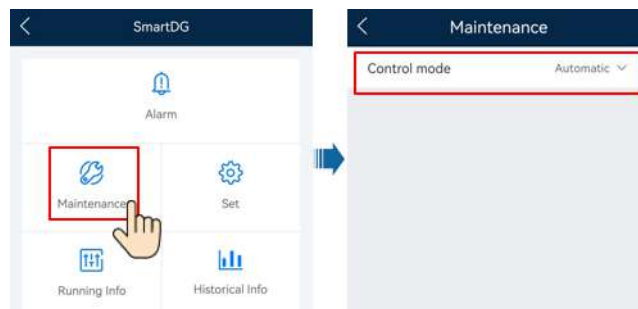 SmartDG
Alarm
Maintenance
Set
Running Info
Historical Info
Maintenance
Control mode
Automatic